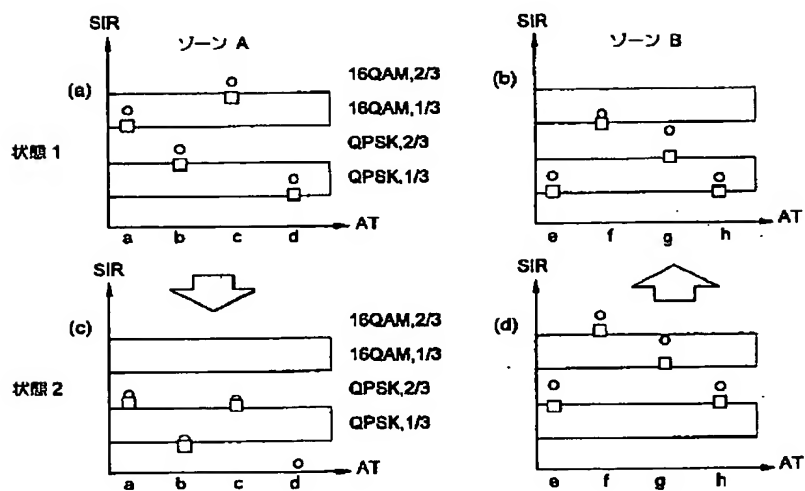 SIR
ゾーン A
(a)
16QAM,2/3
16QAM,1/3
QPSK,2/3
QPSK,1/3
状態 1
AT
a b c d
SIR
ゾーン B
(b)
AT
e f g h
SIR
(c)
16QAM,2/3
16QAM,1/3
QPSK,2/3
QPSK,1/3
状態 2
AT
a b c d
SIR
(d)
AT
e f g h